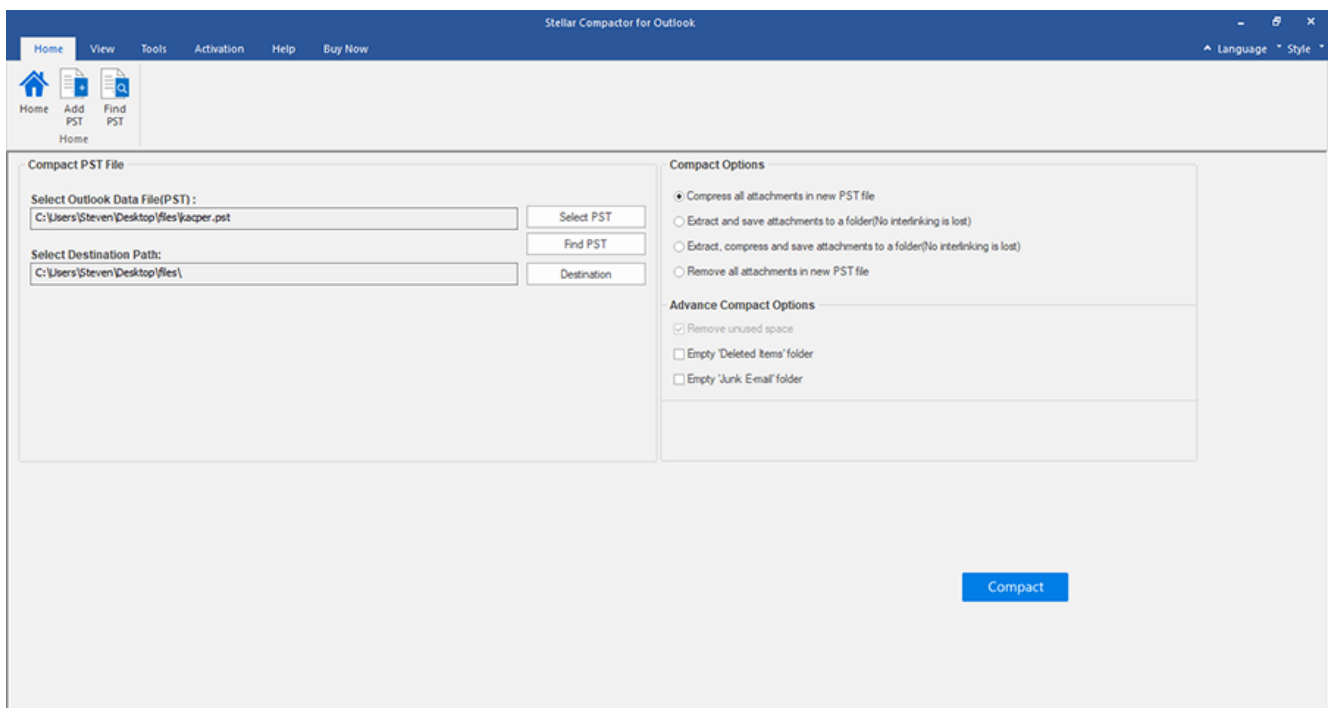 Stellar Compactor for Outlook
Home View Tools Activation Help Buy Now Language Style
Home Add PST Find PST
Home
Compact PST File
Select Outlook Data File(PST) :
C:\Users\Steven\Desktop\files\kacper.pst
Select PST
Find PST
Select Destination Path:
C:\Users\Steven\Desktop\files\
Destination
Compact Options
Compress all attachments in new PST file
Extract and save attachments to a folder(No interlinking is lost)
Extract, compress and save attachments to a folder(No interlinking is lost)
Remove all attachments in new PST file
Advance Compact Options
Remove unused space
Empty 'Deleted Items' folder
Empty 'Junk E-mail' folder
Compact